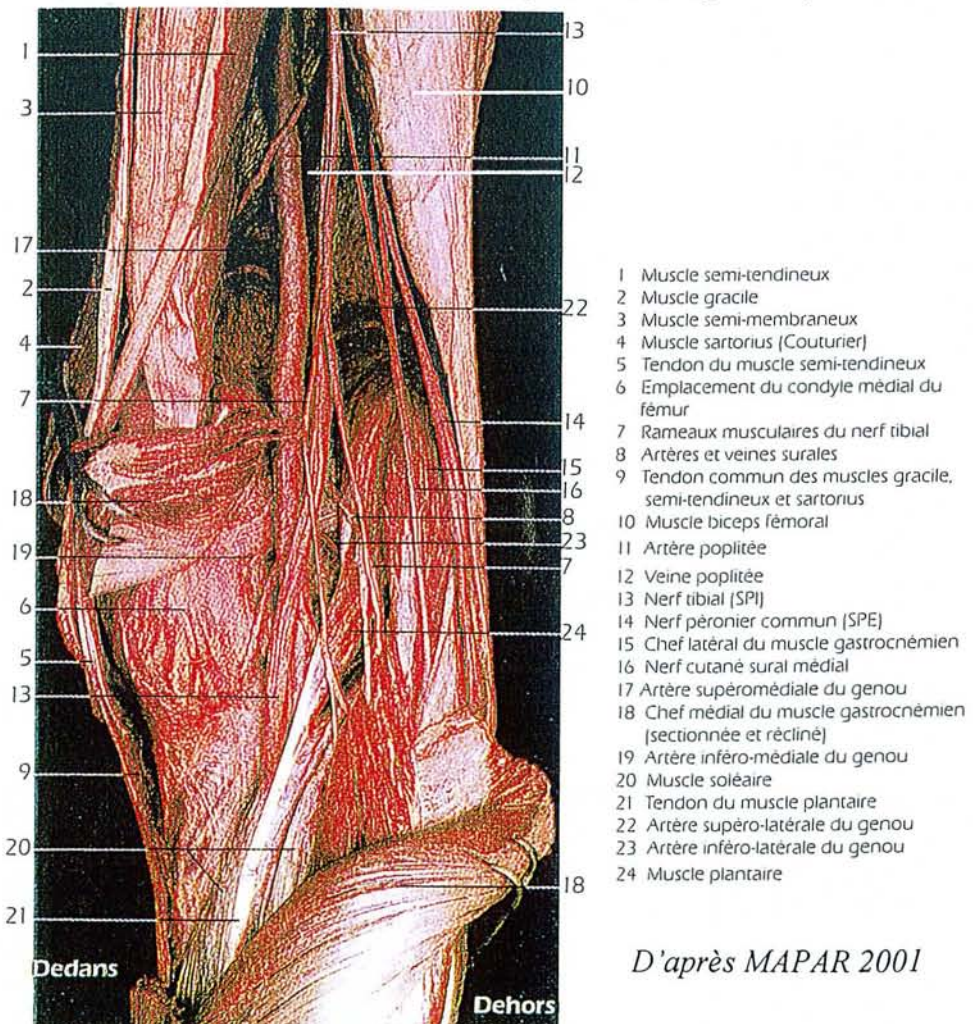 13
1
10
3
11
12
17
2
22
4
7
14
15
16
18
8
23
19
7
6
24
5
13
9
20
18
21
Dedans
Dehors
1 Muscle semi-tendineux
2 Muscle gracile
3 Muscle semi-membraneux
4 Muscle sartorius (Couturier)
5 Tendon du muscle semi-tendineux
6 Emplacement du condyle médial du
fémur
7 Rameaux musculaires du nerf tibial
8 Artères et veines surales
9 Tendon commun des muscles gracile,
semi-tendineux et sartorius
10 Muscle biceps fémoral
11 Artère poplitée
12 Veine poplitée
13 Nerf tibial (SPI)
14 Nerf péronier commun (SPE)
15 Chef latéral du muscle gastrocnémien
16 Nerf cutané sural médial
17 Artère supéromédiale du genou
18 Chef médial du muscle gastrocnémien
(sectionnée et récliné)
19 Artère inféro-médiale du genou
20 Muscle soléaire
21 Tendon du muscle plantaire
22 Artère supéro-latérale du genou
23 Artère inféro-latérale du genou
24 Muscle plantaire
D'après MAPAR 2001